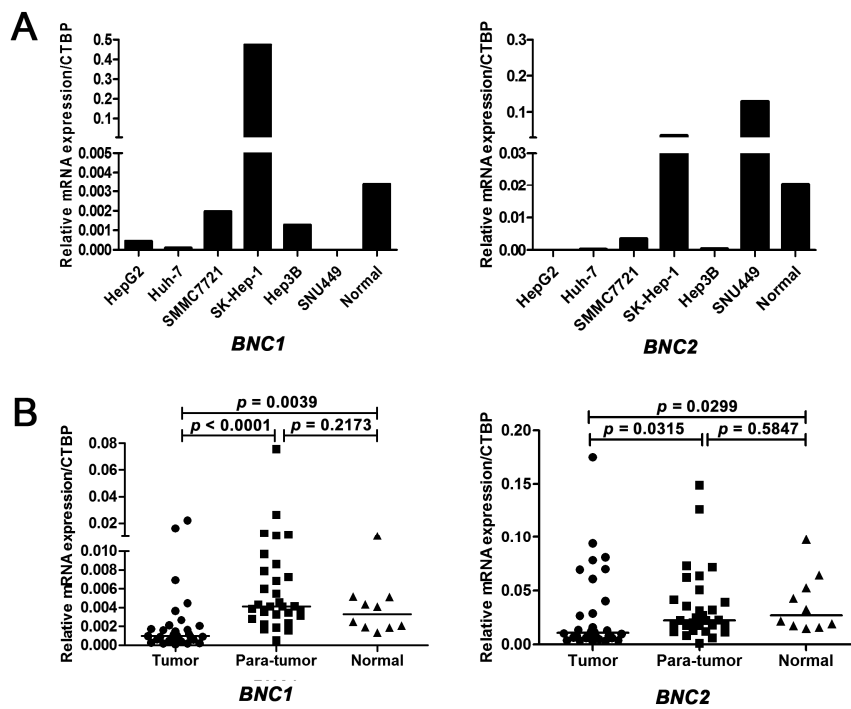 A
Relative mRNA expression/CTBP
0.5
0.4
0.3
0.2
0.1
0.005
0.004
0.003
0.002
0.001
0.000
HepG2
Huh-7
SMMC7721
SK-Hep-1
Hep3B
SNU449
Normal
BNC1
Relative mRNA expression/CTBP
0.3
0.2
0.1
0.03
0.02
0.01
0.00
HepG2
Huh-7
SMMC7721
SK-Hep-1
Hep3B
SNU449
Normal
BNC2
B
p = 0.0039
p < 0.0001
p = 0.2173
Relative mRNA expression/CTBP
0.08
0.06
0.04
0.02
0.010
0.008
0.006
0.004
0.002
0.000
Tumor
Para-tumor
Normal
BNC1
p = 0.0299
p = 0.0315
p = 0.5847
Relative mRNA expression/CTBP
0.20
0.15
0.10
0.05
0.00
Tumor
Para-tumor
Normal
BNC2